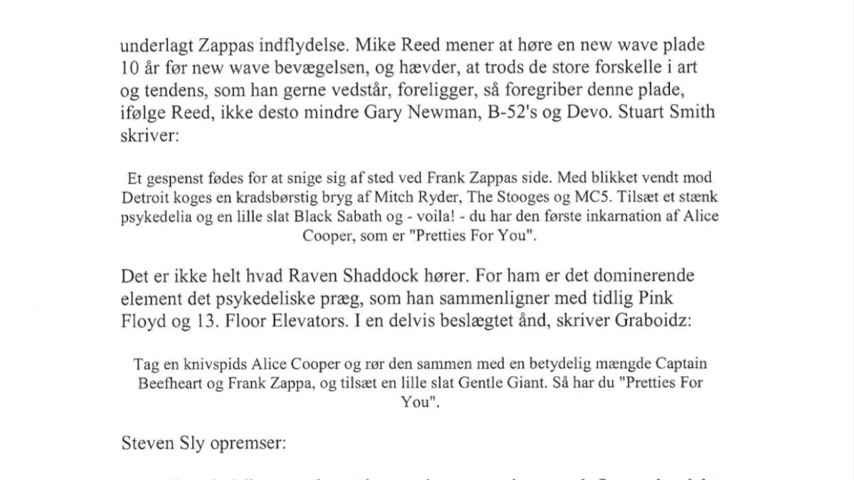 underlagt Zappas indflydelse. Mike Reed mener at høre en new wave plade
10 år før new wave bevægelsen, og hævder, at trods de store forskelle i art
og tendens, som han gerne vedstår, foreligger, så foregriber denne plade,
ifølge Reed, ikke desto mindre Gary Newman, B-52's og Devo. Stuart Smith
skriver:
Et gespenst fødes for at snige sig af sted ved Frank Zappas side. Med blikket vendt mod
Detroit koges en kradsbørstig bryg af Mitch Ryder, The Stooges og MC5. Tilsæt et stænk
psykedelia og en lille slat Black Sabath og - voila! - du har den første inkarnation af Alice
Cooper, som er "Pretties For You".
Det er ikke helt hvad Raven Shaddock hører. For ham er det dominerende
element det psykedeliske præg, som han sammenligner med tidlig Pink
Floyd og 13. Floor Elevators. I en delvis beslægtet ånd, skriver Graboidz:
Tag en knivspids Alice Cooper og rør den sammen med en betydelig mængde Captain
Beefheart og Frank Zappa, og tilsæt en lille slat Gentle Giant. Så har du "Pretties For
You".
Steven Sly opremser: